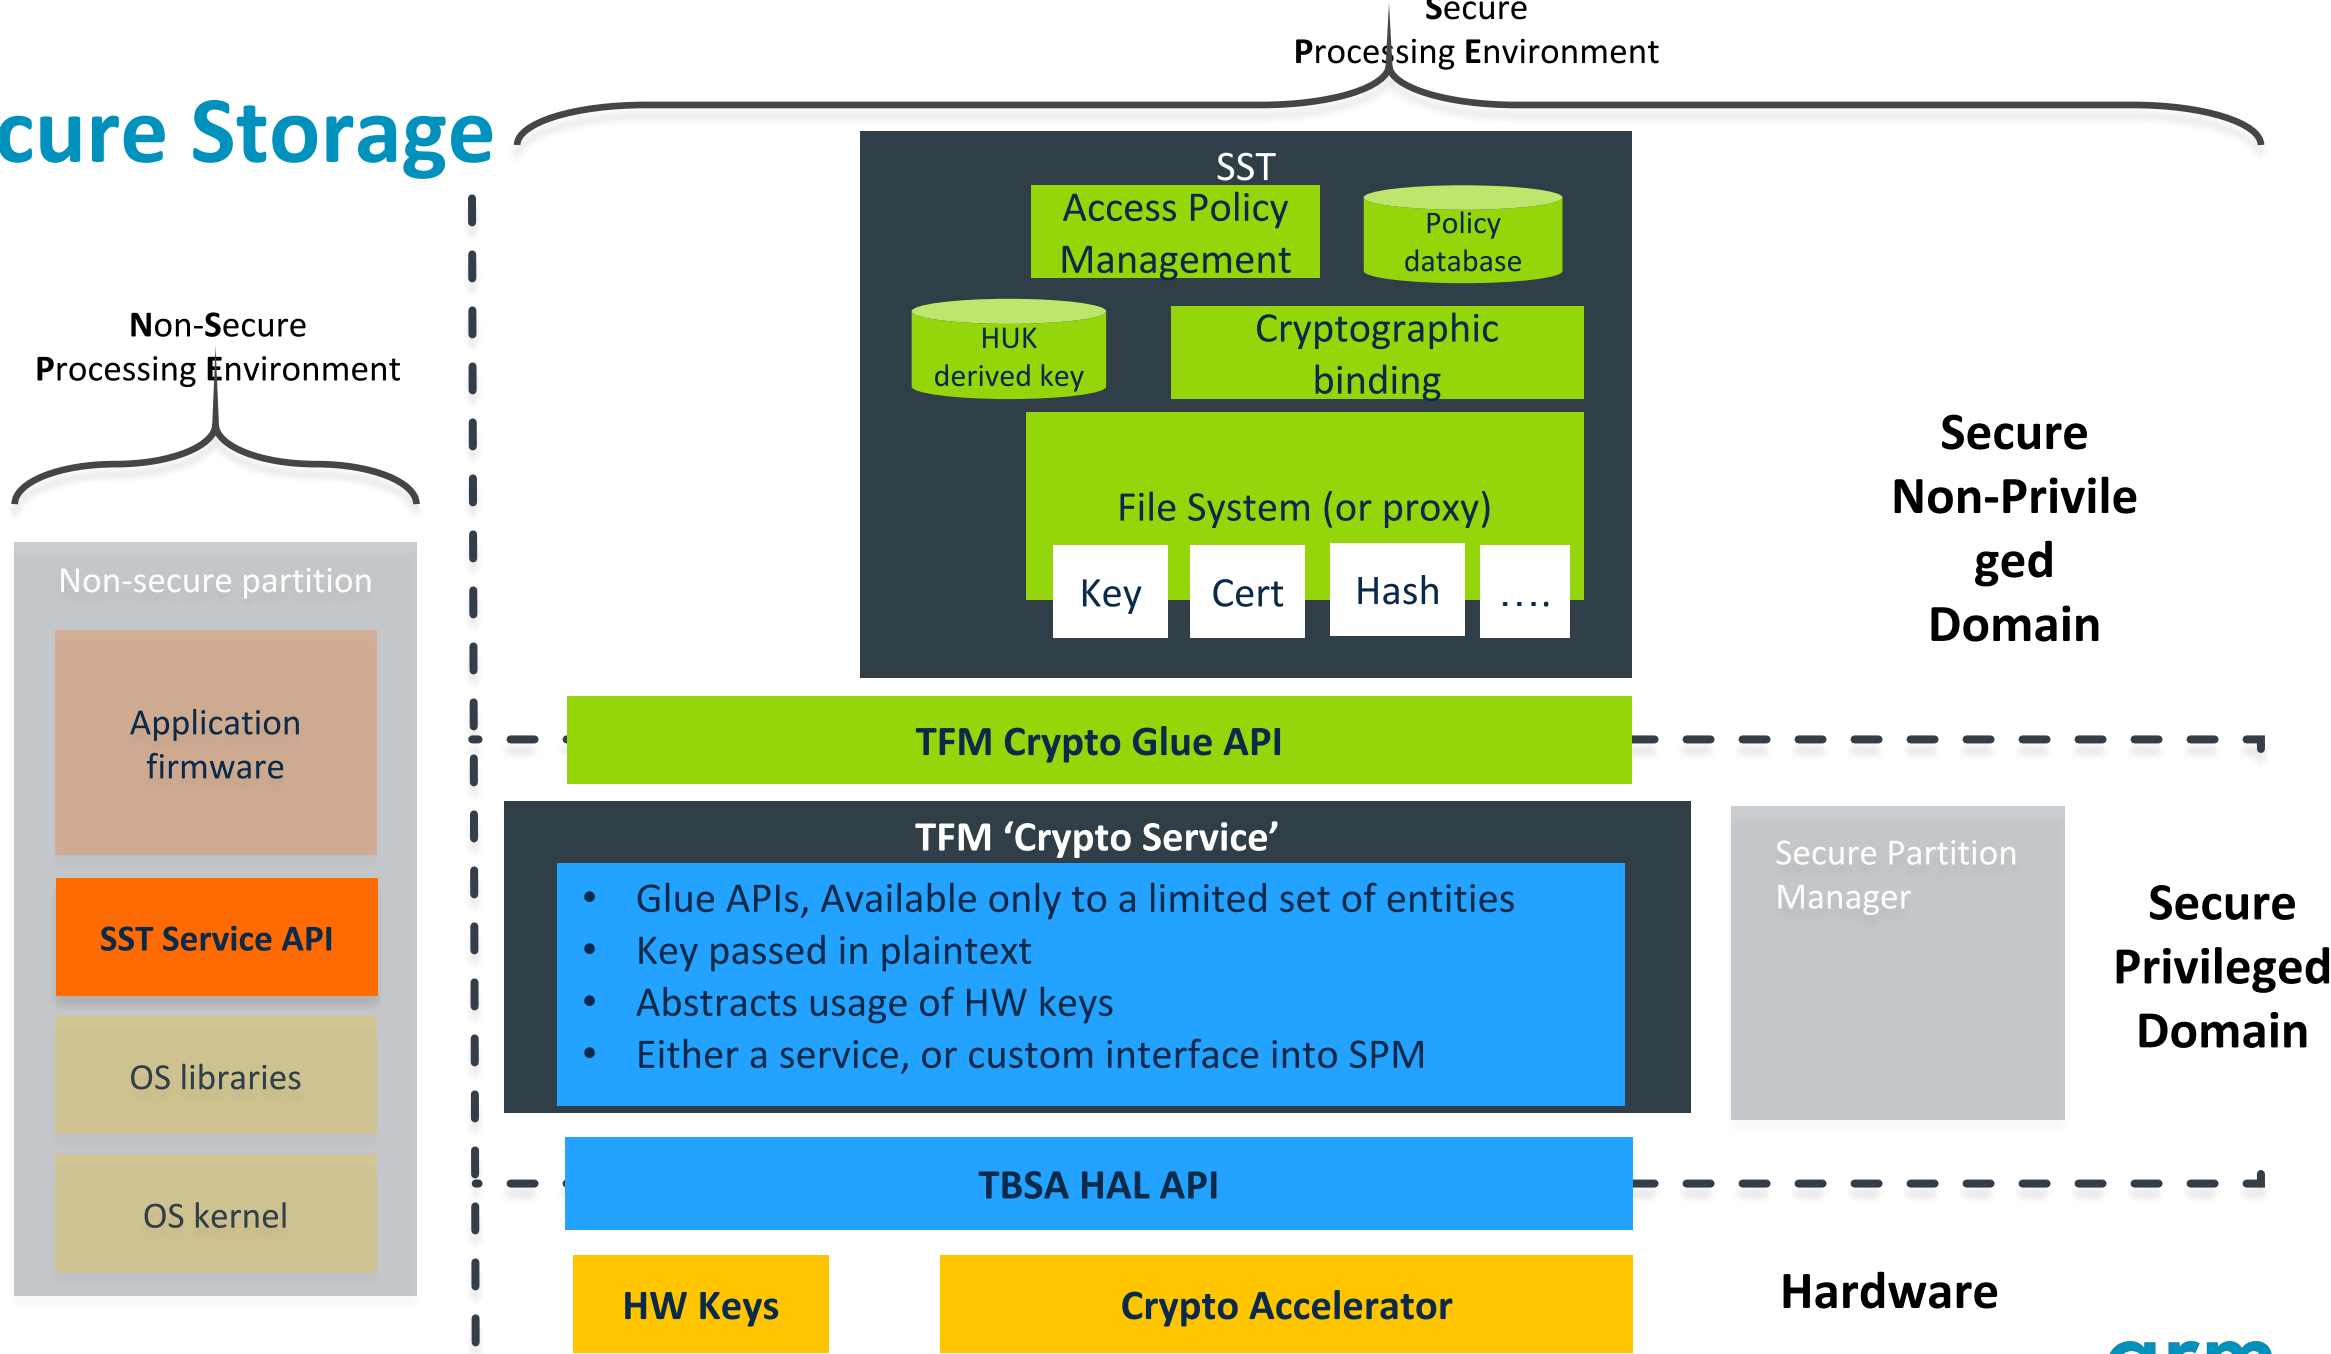 Secure
Processing Environment
cure Storage
SST
Access Policy
Management
Policy
database
HUK
derived key
Cryptographic
binding
File System (or proxy)
Key
Cert
Hash
....
Non-Secure
Processing Environment
Non-secure partition
Application
firmware
SST Service API
OS libraries
OS kernel
Secure
Non-Privile
ged
Domain
TFM Crypto Glue API
TFM ‘Crypto Service’
• Glue APIs, Available only to a limited set of entities
• Key passed in plaintext
• Abstracts usage of HW keys
• Either a service, or custom interface into SPM
Secure Partition
Manager
Secure
Privileged
Domain
TBSA HAL API
HW Keys
Crypto Accelerator
Hardware
arm